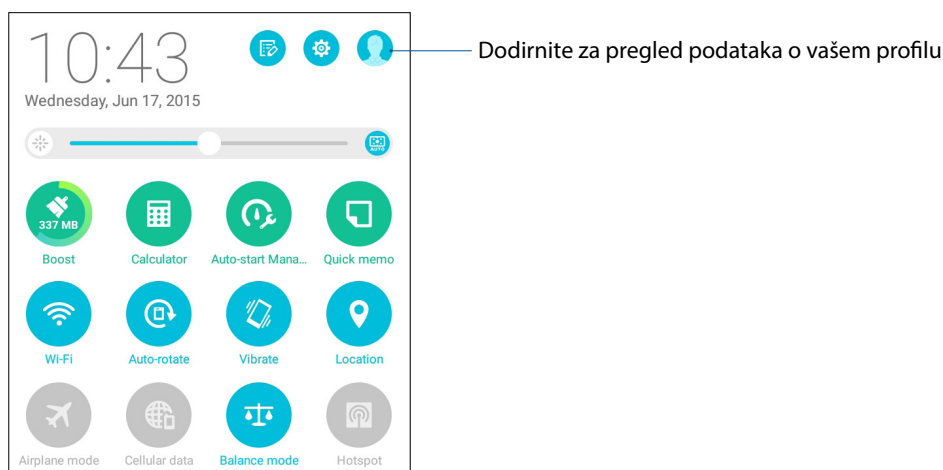 10:43
Wednesday, Jun 17, 2015
Dodirnite za pregled podataka o vašem profilu
AUTO
337 MB
Boost
Calculator
Auto-start Mana...
Quick memo
Wi-Fi
Auto-rotate
Vibrate
Location
Airplane mode
Cellular data
Balance mode
Hotspot